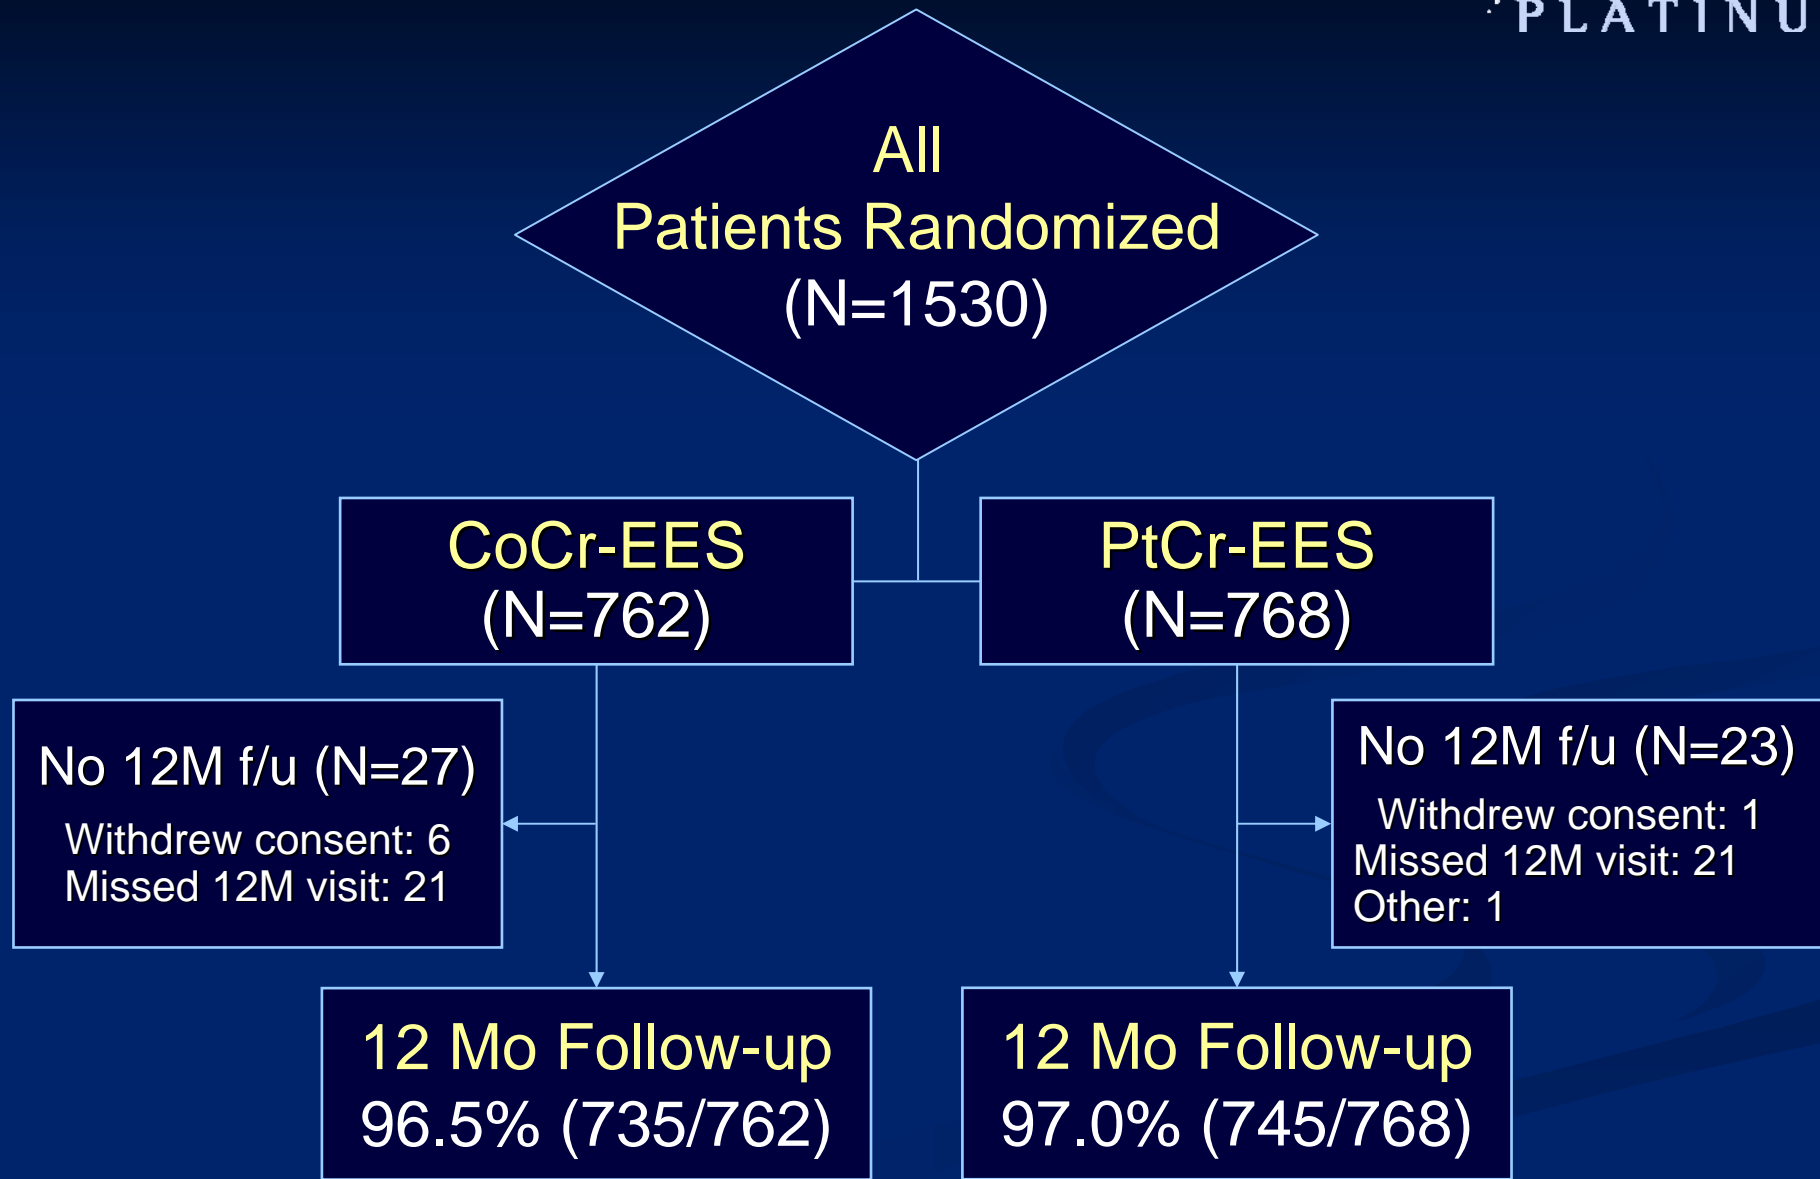 PLATINU
All
Patients Randomized
(N=1530)
CoCr-EES
(N=762)
PtCr-EES
(N=768)
No 12M f/u (N=27)
Withdrew consent: 6
Missed 12M visit: 21
No 12M f/u (N=23)
Withdrew consent: 1
Missed 12M visit: 21
Other: 1
12 Mo Follow-up
96.5% (735/762)
12 Mo Follow-up
97.0% (745/768)